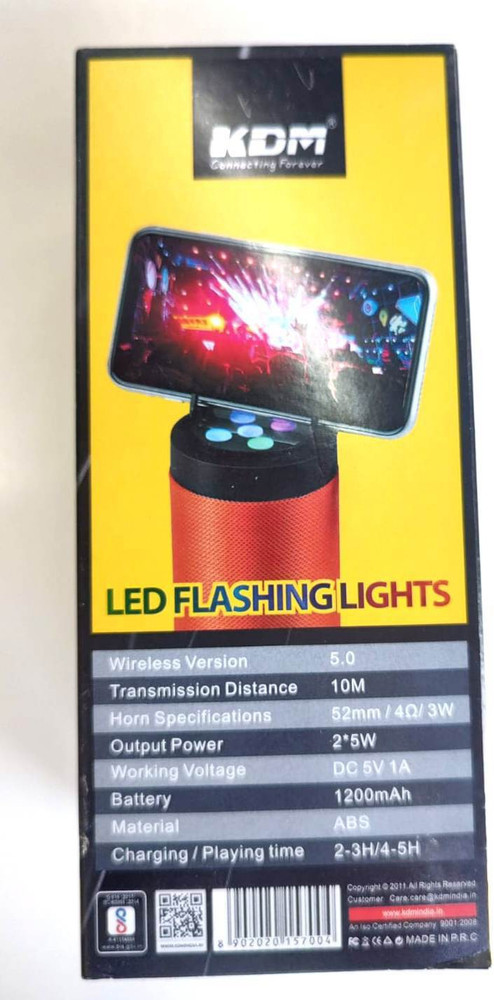 KDM®
Connecting Forever
LED FLASHING LIGHTS
Wireless Version 5.0
Transmission Distance 10M
Horn Specifications 52mm / 4Ω/ 3W
Output Power 2*5W
Working Voltage DC 5V 1A
Battery 1200mAh
Material ABS
Charging / Playing time 2-3H/4-5H
Copyright © 2011. All Rights Reserved
Customer Care.care@kdmindia.in
www.kdmindia.in
An Iso Certified Company 9001:2008
MADE IN P.R.C
8 902020 157004